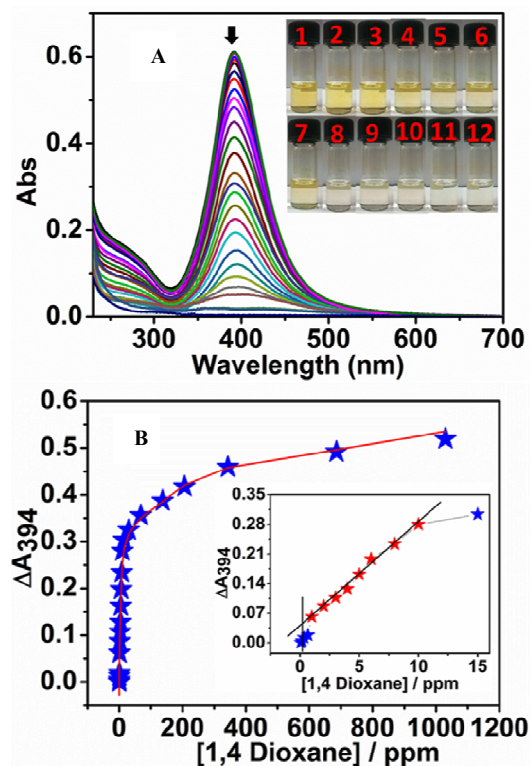 A
1 2 3 4 5 6
7 8 9 10 11 12
0.6
0.4
0.2
0.0
Abs
300 400 500 600 700
Wavelength (nm)
B
0.6
0.5
0.4
0.3
0.2
0.1
0.0
ΔA394
0 200 400 600 800 1000 1200
[1,4 Dioxane] / ppm
0.35
0.28
0.21
0.14
0.07
0.00
ΔA394
0 5 10 15
[1,4 Dioxane] / ppm